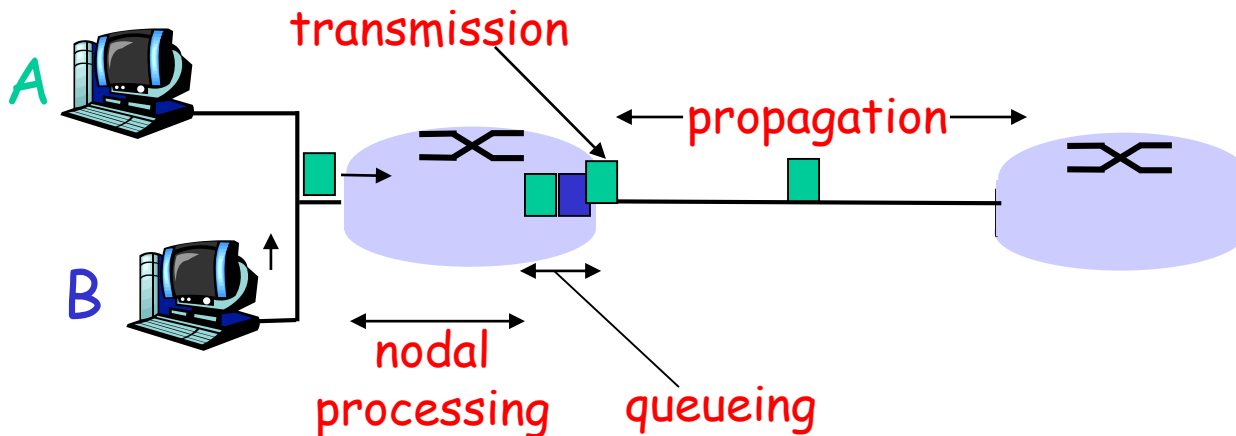 transmission
A
propagation
B
nodal
processing
queueing